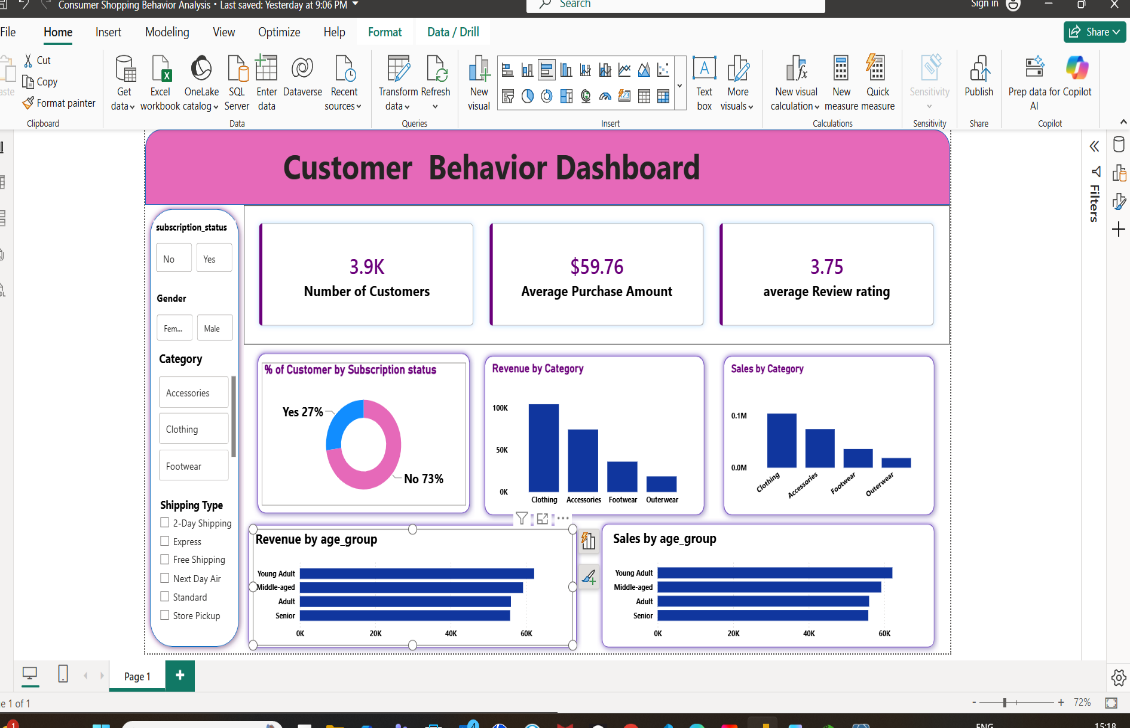 Consumer Shopping Behavior Analysis • Last saved: Yesterday at 9:06 PM
Search
Sign in
File
Home
Insert
Modeling
View
Optimize
Help
Format
Data / Drill
Share
Cut
Copy
Format painter
Clipboard
Get data
Excel workbook
OneLake catalog
SQL Server
Enter data
Dataverse
Recent sources
Data
Transform data
Refresh
Queries
New visual
Text box
More visuals
Insert
New visual calculation
New measure
Quick measure
Calculations
Sensitivity
Sensitivity
Publish
Share
Prep data for AI
Copilot
Copilot
Customer Behavior Dashboard
Filters
subscription_status
No
Yes
Gender
Fem...
Male
Category
Accessories
Clothing
Footwear
Shipping Type
2-Day Shipping
Express
Free Shipping
Next Day Air
Standard
Store Pickup
3.9K
Number of Customers
$59.76
Average Purchase Amount
3.75
average Review rating
% of Customer by Subscription status
Yes 27%
No 73%
Revenue by Category
100K
50K
0K
Clothing
Accessories
Footwear
Outerwear
Sales by Category
0.1M
0.0M
Clothing
Accessories
Footwear
Outerwear
Revenue by age_group
Young Adult
Middle-aged
Adult
Senior
0K
20K
40K
60K
Sales by age_group
Young Adult
Middle-aged
Adult
Senior
0K
20K
40K
60K
Page 1
1 of 1
72%
ENG
15:18